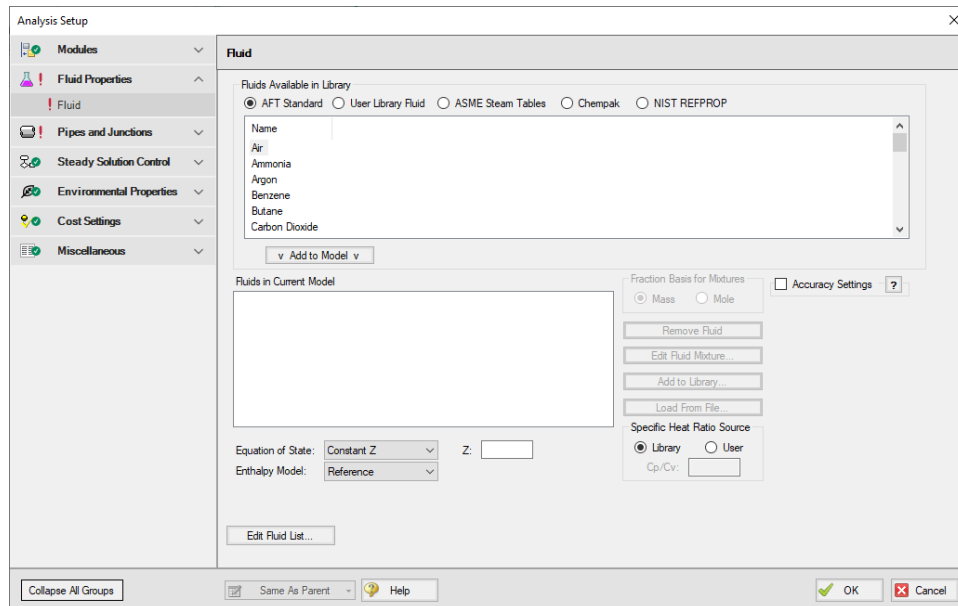 Analysis Setup
Modules
Fluid Properties
Fluid
Pipes and Junctions
Steady Solution Control
Environmental Properties
Cost Settings
Miscellaneous
Collapse All Groups
Fluid
Fluids Available in Library
AFT Standard User Library Fluid ASME Steam Tables Chempak NIST REFPROP
Name
Air
Ammonia
Argon
Benzene
Butane
Carbon Dioxide
v Add to Model v
Fluids in Current Model
Fraction Basis for Mixtures
Mass Mole
Accuracy Settings ?
Remove Fluid
Edit Fluid Mixture...
Add to Library...
Load From File...
Specific Heat Ratio Source
Library User
Cp/Cv:
Equation of State: Constant Z Z:
Enthalpy Model: Reference
Edit Fluid List...
Same As Parent Help OK Cancel